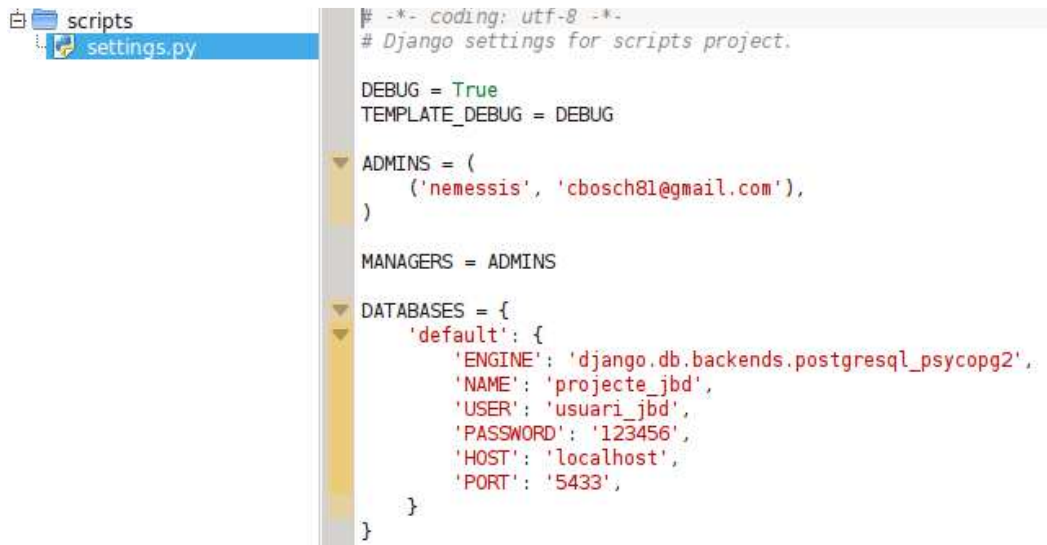 scripts
settings.py
# -*- coding: utf-8 -*-
# Django settings for scripts project.
DEBUG = True
TEMPLATE_DEBUG = DEBUG
ADMINS = (
    ('nemessis', 'cbosch81@gmail.com'),
)
MANAGERS = ADMINS
DATABASES = {
    'default': {
        'ENGINE': 'django.db.backends.postgresql_psycopg2',
        'NAME': 'projecte_jbd',
        'USER': 'usuari_jbd',
        'PASSWORD': '123456',
        'HOST': 'localhost',
        'PORT': '5433',
    }
}